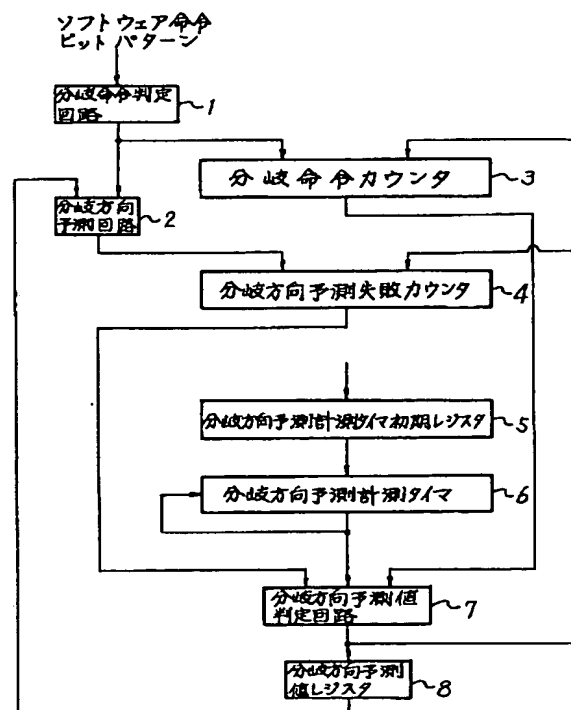 ソフトウェア命令
ビットパターン
分岐命令判定
回路
1
分岐命令カウンタ
3
分岐方向
予測回路
2
分岐方向予測失敗カウンタ
4
分岐方向予測計測タイマ初期レジスタ
5
分岐方向予測計測タイマ
6
分岐方向予測値
判定回路
7
分岐方向予測
値レジスタ
8